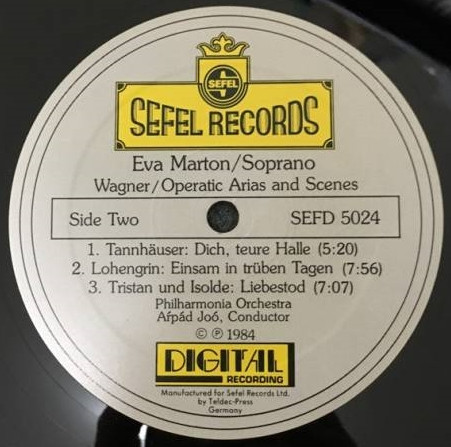 SEFEL
SEFEL RECORDS
Eva Marton/Soprano
Wagner/Operatic Arias and Scenes
Side Two SEFD 5024
1. Tannhäuser: Dich, teure Halle (5:20)
2. Lohengrin: Einsam in trüben Tagen (7:56)
3. Tristan und Isolde: Liebestod (7:07)
Philharmonia Orchestra
Aŕpád Joó, Conductor
© ℗ 1984
DIGITAL
RECORDING
Manufactured for Sefel Records Ltd.
by Teldec-Press
Germany